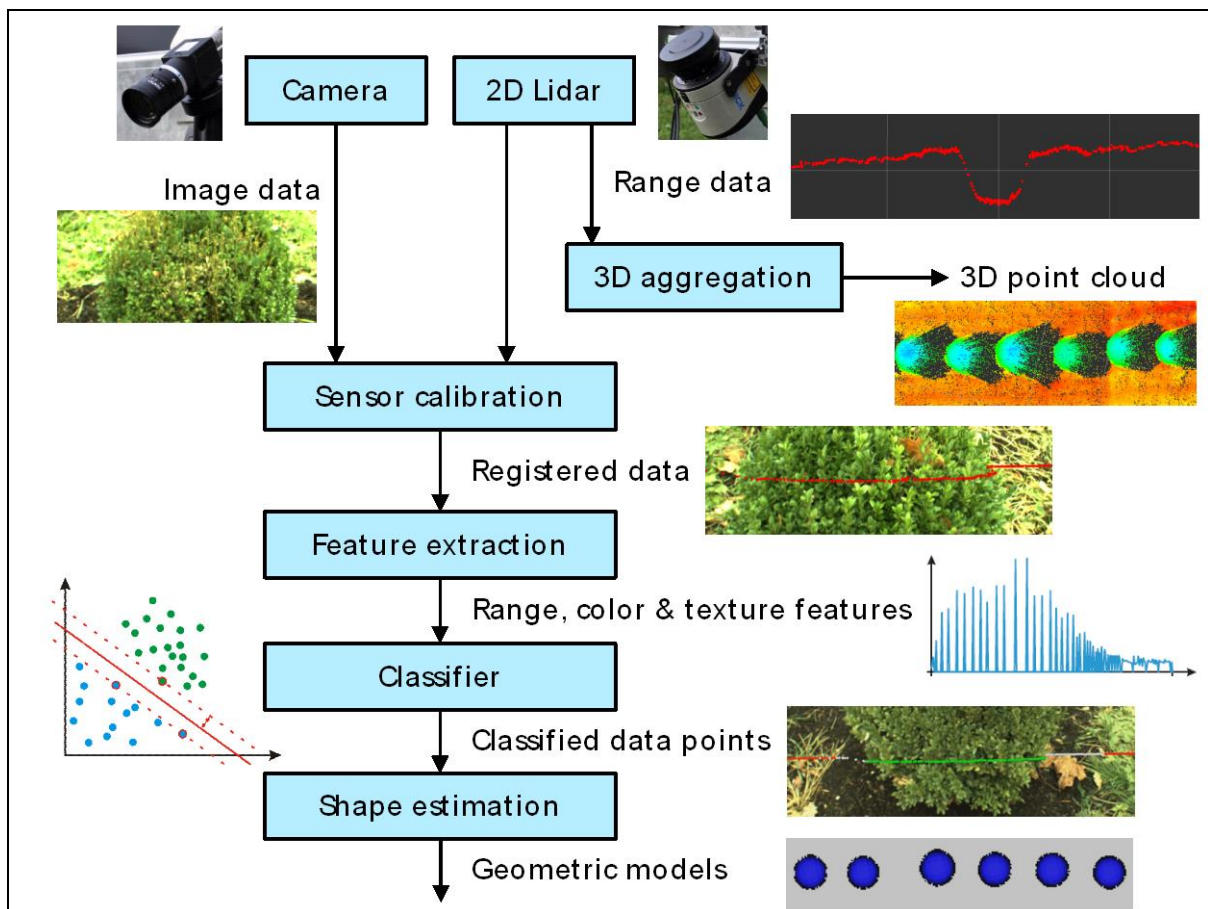 Camera
2D Lidar
Image data
Range data
3D aggregation
3D point cloud
Sensor calibration
Registered data
Feature extraction
Range, color & texture features
Classifier
Classified data points
Shape estimation
Geometric models